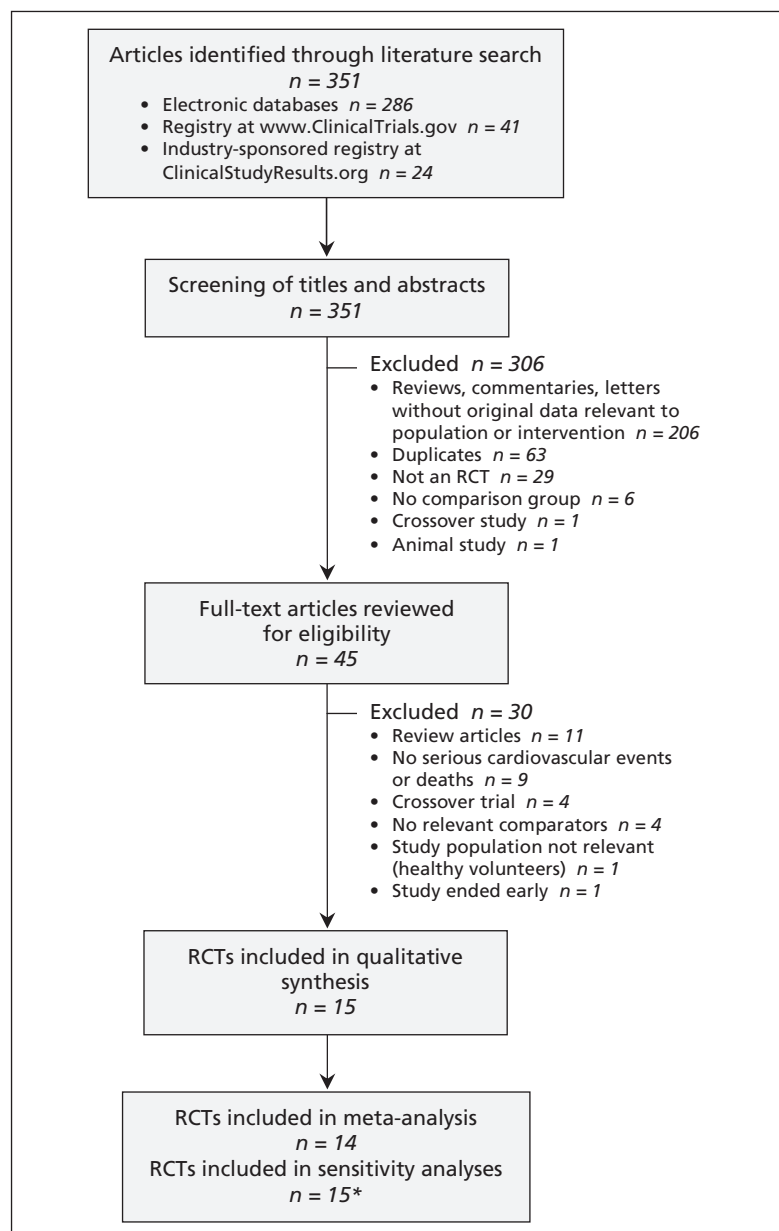 Articles identified through literature search
n = 351
• Electronic databases n = 286
• Registry at www.ClinicalTrials.gov n = 41
• Industry-sponsored registry at
ClinicalStudyResults.org n = 24
Screening of titles and abstracts
n = 351
Excluded n = 306
• Reviews, commentaries, letters
without original data relevant to
population or intervention n = 206
• Duplicates n = 63
• Not an RCT n = 29
• No comparison group n = 6
• Crossover study n = 1
• Animal study n = 1
Full-text articles reviewed
for eligibility
n = 45
Excluded n = 30
• Review articles n = 11
• No serious cardiovascular events
or deaths n = 9
• Crossover trial n = 4
• No relevant comparators n = 4
• Study population not relevant
(healthy volunteers) n = 1
• Study ended early n = 1
RCTs included in qualitative
synthesis
n = 15
RCTs included in meta-analysis
n = 14
RCTs included in sensitivity analyses
n = 15*